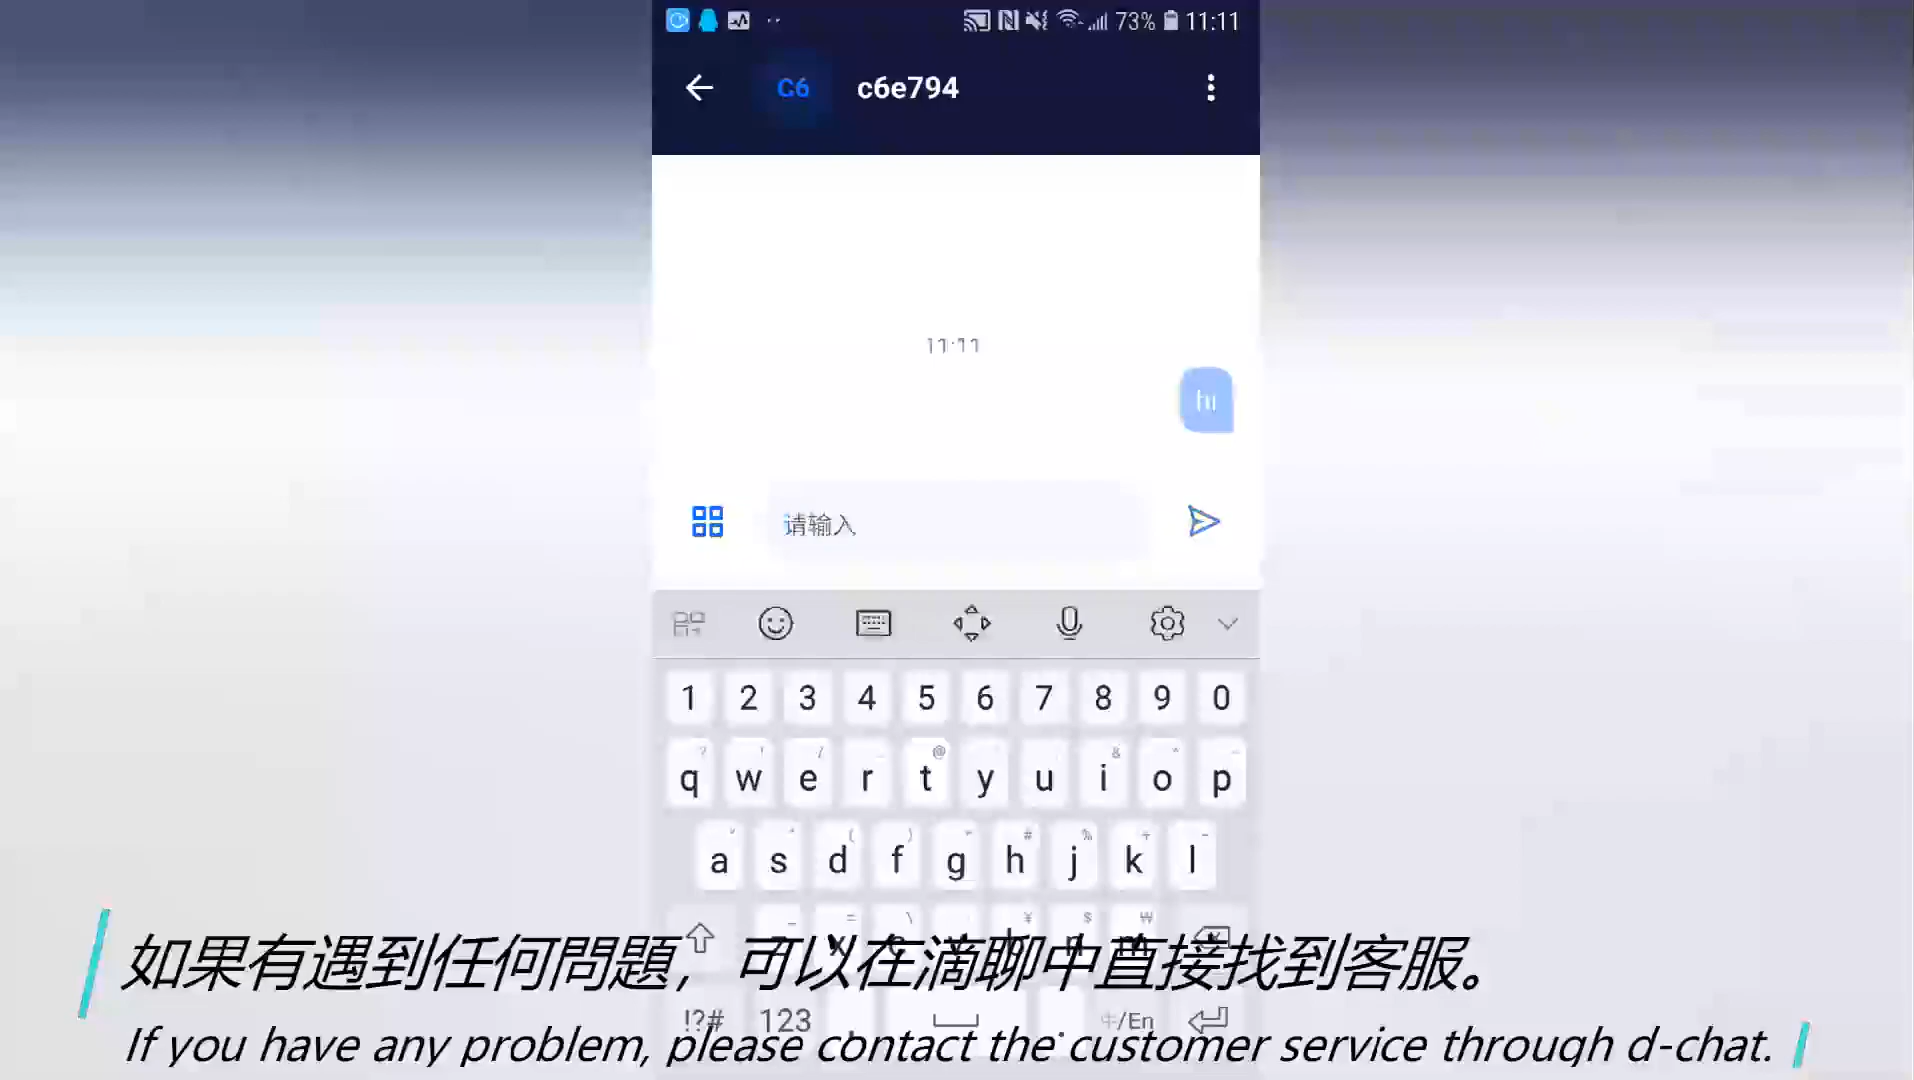 73% 11:11
C6 c6e794
11:11
hi
请输入
1 2 3 4 5 6 7 8 9 0
q w e r t y u i o p
a s d f g h j k l
!?# 123 , . 中/En
如果有遇到任何問題，可以在滴聊中直接找到客服。
If you have any problem, please contact the customer service through d-chat.